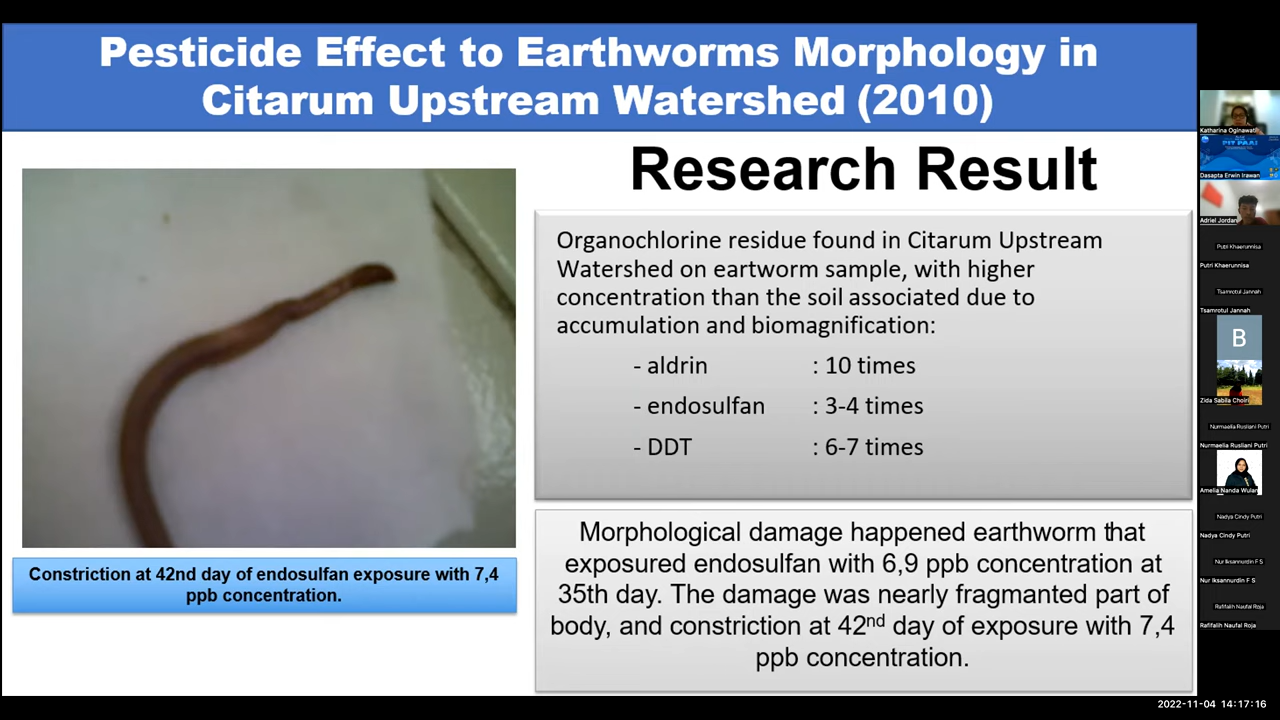 Pesticide Effect to Earthworms Morphology in
Citarum Upstream Watershed (2010)
Research Result
Organochlorine residue found in Citarum Upstream
Watershed on eartworm sample, with higher
concentration than the soil associated due to
accumulation and biomagnification:
- aldrin : 10 times
- endosulfan : 3-4 times
- DDT : 6-7 times
Constriction at 42nd day of endosulfan exposure with 7,4
ppb concentration.
Morphological damage happened earthworm that
exposured endosulfan with 6,9 ppb concentration at
35th day. The damage was nearly fragmanted part of
body, and constriction at 42nd day of exposure with 7,4
ppb concentration.
Katharina Oginawati
PIT PAAI
Dasapta Erwin Irawan
Adriel Jordan
Putri Khaerunnisa
Putri Khaerunnisa
Tsamrotul Jannah
Tsamrotul Jannah
B
Zida Sabila Choiri
Nurmaelia Rusliani Putri
Nurmaelia Rusliani Putri
Amelia Nanda Wulan
Nadya Cindy Putri
Nadya Cindy Putri
Nur Iksannurdin F S
Nur Iksannurdin F S
Rafifalih Naufal Roja
Rafifalih Naufal Roja
2022-11-04 14:17:16